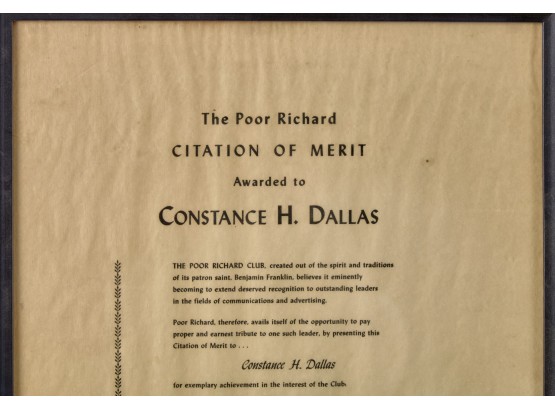 The Poor Richard
CITATION OF MERIT
Awarded to
CONSTANCE H. DALLAS
THE POOR RICHARD CLUB, created out of the spirit and traditions
of its patron saint, Benjamin Franklin, believes it eminently
becoming to extend deserved recognition to outstanding leaders
in the fields of communications and advertising.
Poor Richard, therefore, avails itself of the opportunity to pay
proper and earnest tribute to one such leader, by presenting this
Citation of Merit to . . .
Constance H. Dallas
for exemplary achievement in the interest of the Club: